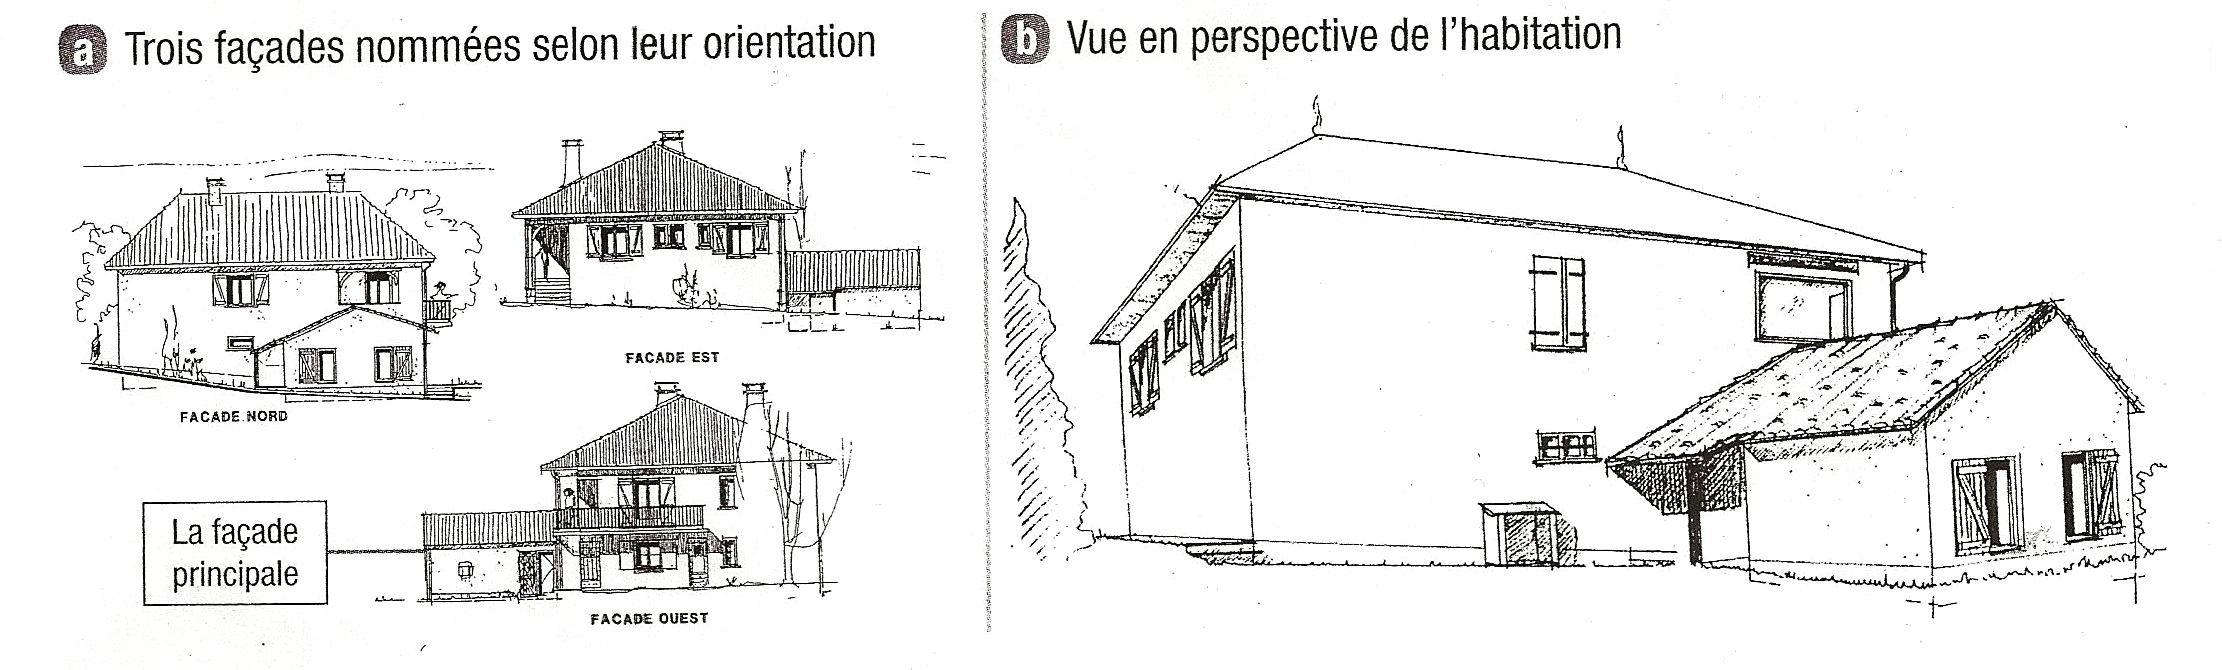 a Trois façades nommées selon leur orientation
FACADE NORD
FACADE EST
La façade
principale
FACADE OUEST
b Vue en perspective de l'habitation